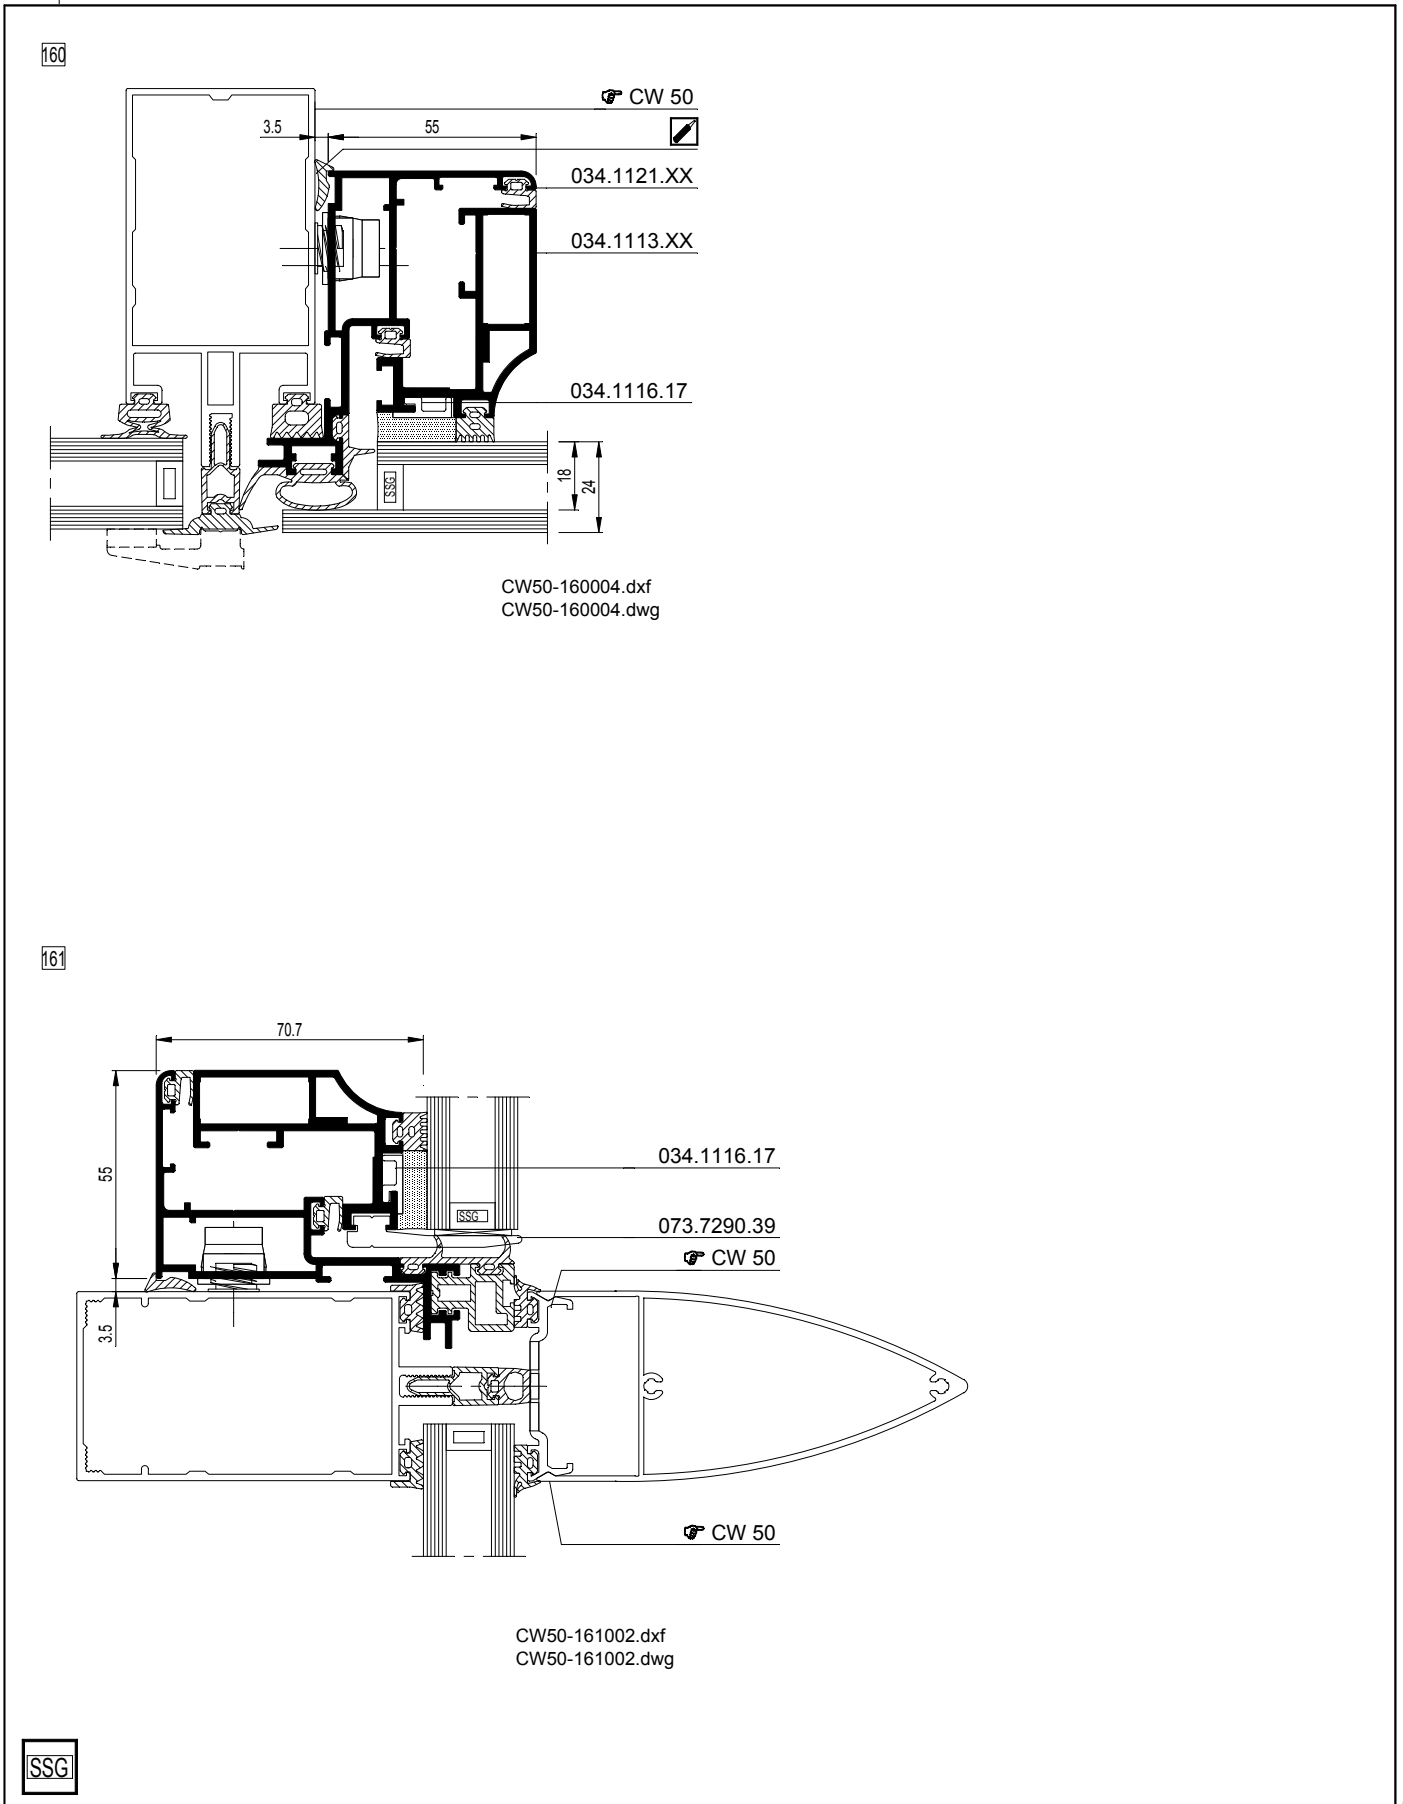 160
CW 50
3.5
55
034.1121.XX
034.1113.XX
034.1116.17
18
24
SSG
CW50-160004.dxf
CW50-160004.dwg
161
70.7
55
034.1116.17
SSG
073.7290.39
CW 50
3.5
CW 50
CW50-161002.dxf
CW50-161002.dwg
SSG